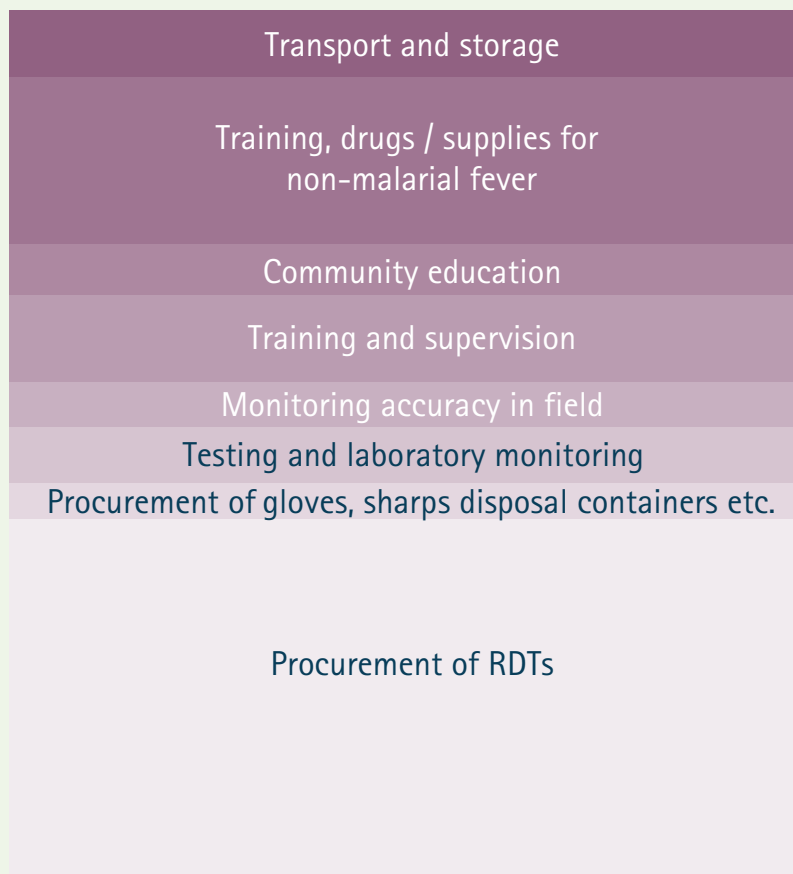 Transport and storage
Training, drugs / supplies for
non-malarial fever
Community education
Training and supervision
Monitoring accuracy in field
Testing and laboratory monitoring
Procurement of gloves, sharps disposal containers etc.
Procurement of RDTs